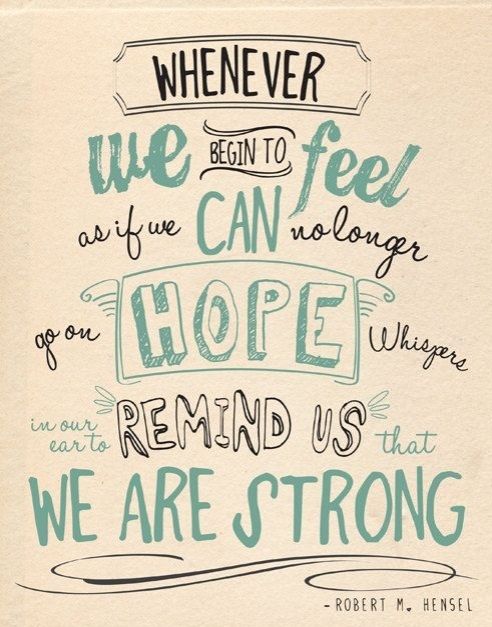 WHENEVER
we BEGIN TO feel
as if we CAN no longer
go on HOPE Whispers
in our
ear to REMIND US that
WE ARE STRONG
- ROBERT M. HENSEL